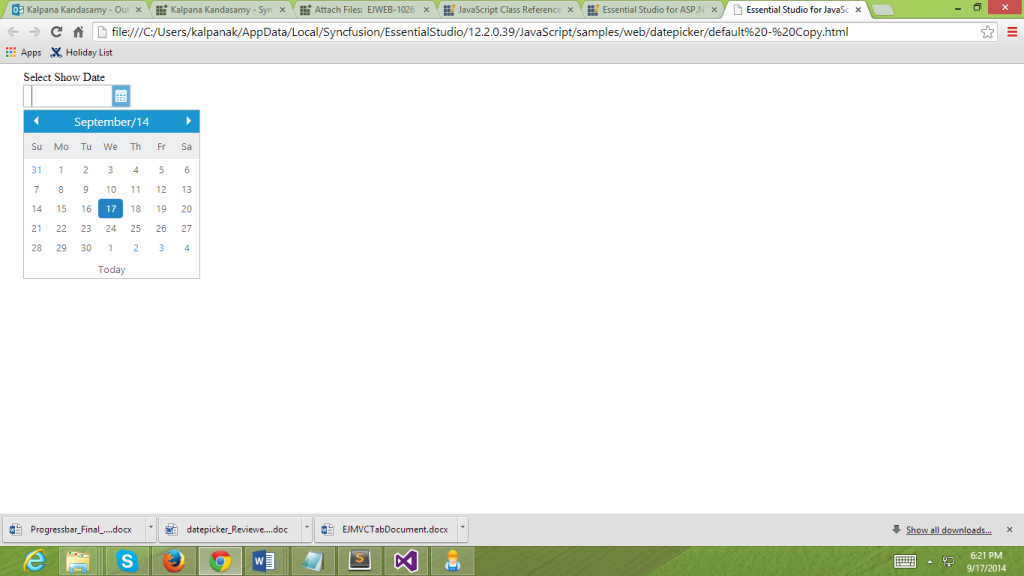 Kalpana Kandasamy - Out
Kalpana Kandasamy - Syn
Attach Files: EJWEB-1026
JavaScript Class Reference
Essential Studio for ASP.N
Essential Studio for JavaSc
file:///C:/Users/kalpanak/AppData/Local/Syncfusion/EssentialStudio/12.2.0.39/JavaScript/samples/web/datepicker/default%20-%20Copy.html
Apps Holiday List
Select Show Date
September/14
Su Mo Tu We Th Fr Sa
31 1 2 3 4 5 6
7 8 9 10 11 12 13
14 15 16 17 18 19 20
21 22 23 24 25 26 27
28 29 30 1 2 3 4
Today
Progressbar_Final_....docx
datepicker_Reviewe....doc
EJMVCTabDocument.docx
Show all downloads...
6:21 PM
9/17/2014